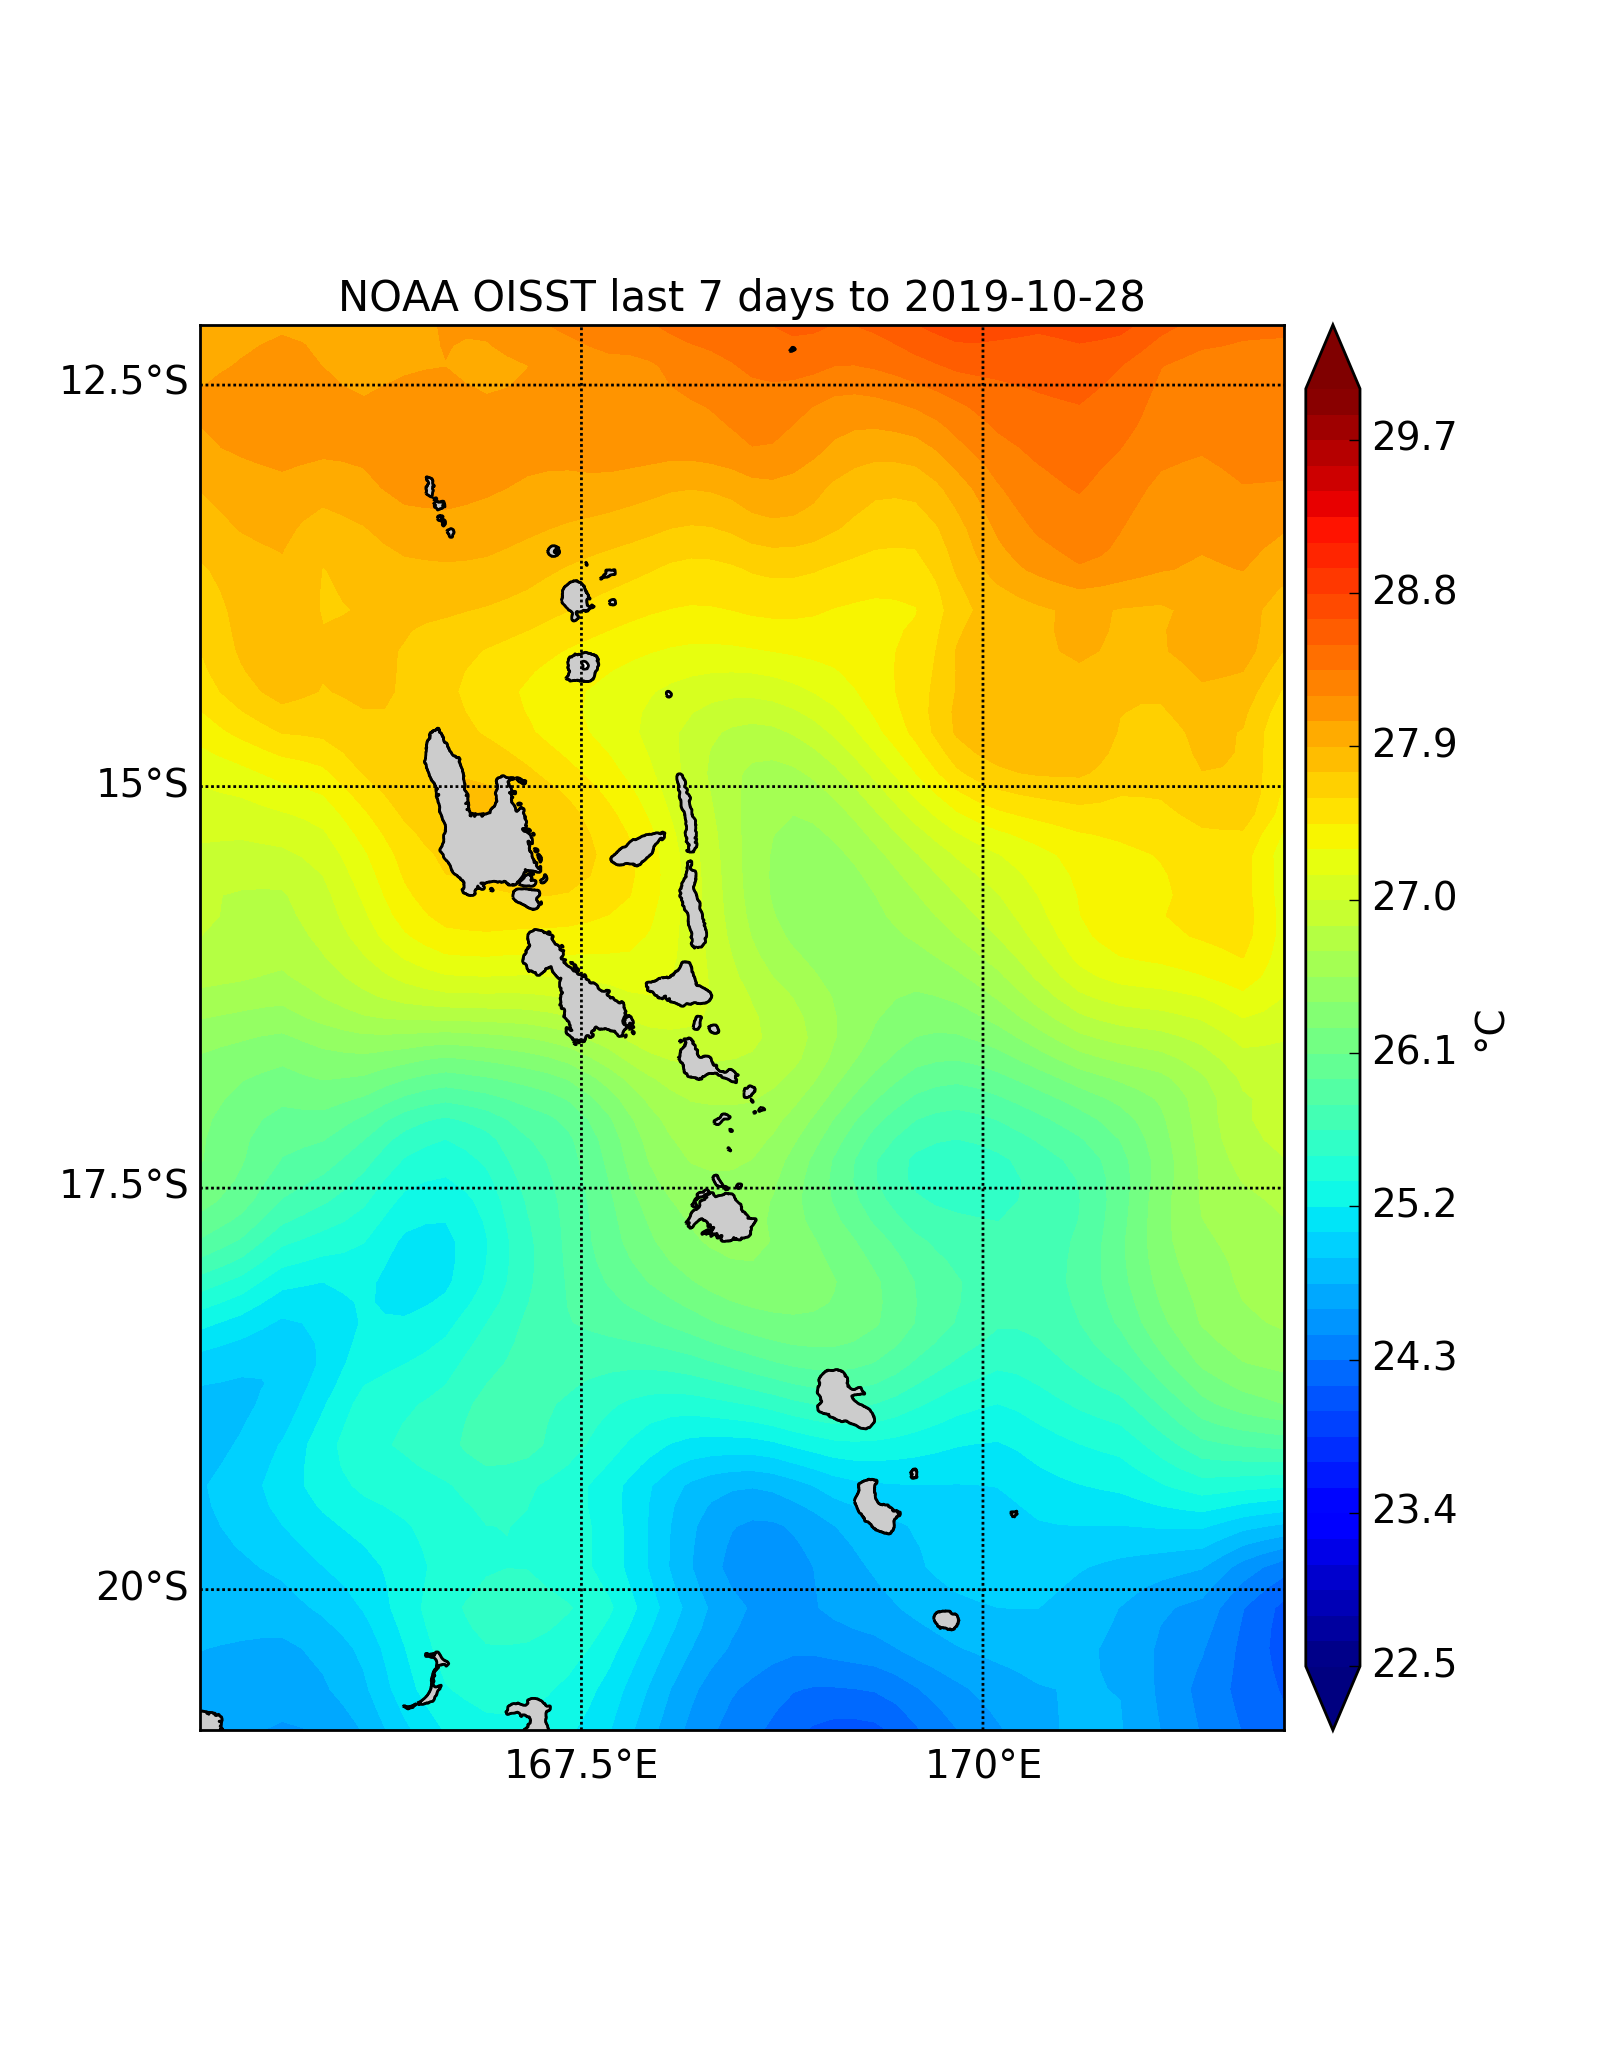 NOAA OISST last 7 days to 2019-10-28
12.5°S
15°S
17.5°S
20°S
167.5°E
170°E
29.7
28.8
27.9
27.0
26.1
25.2
24.3
23.4
22.5
°C